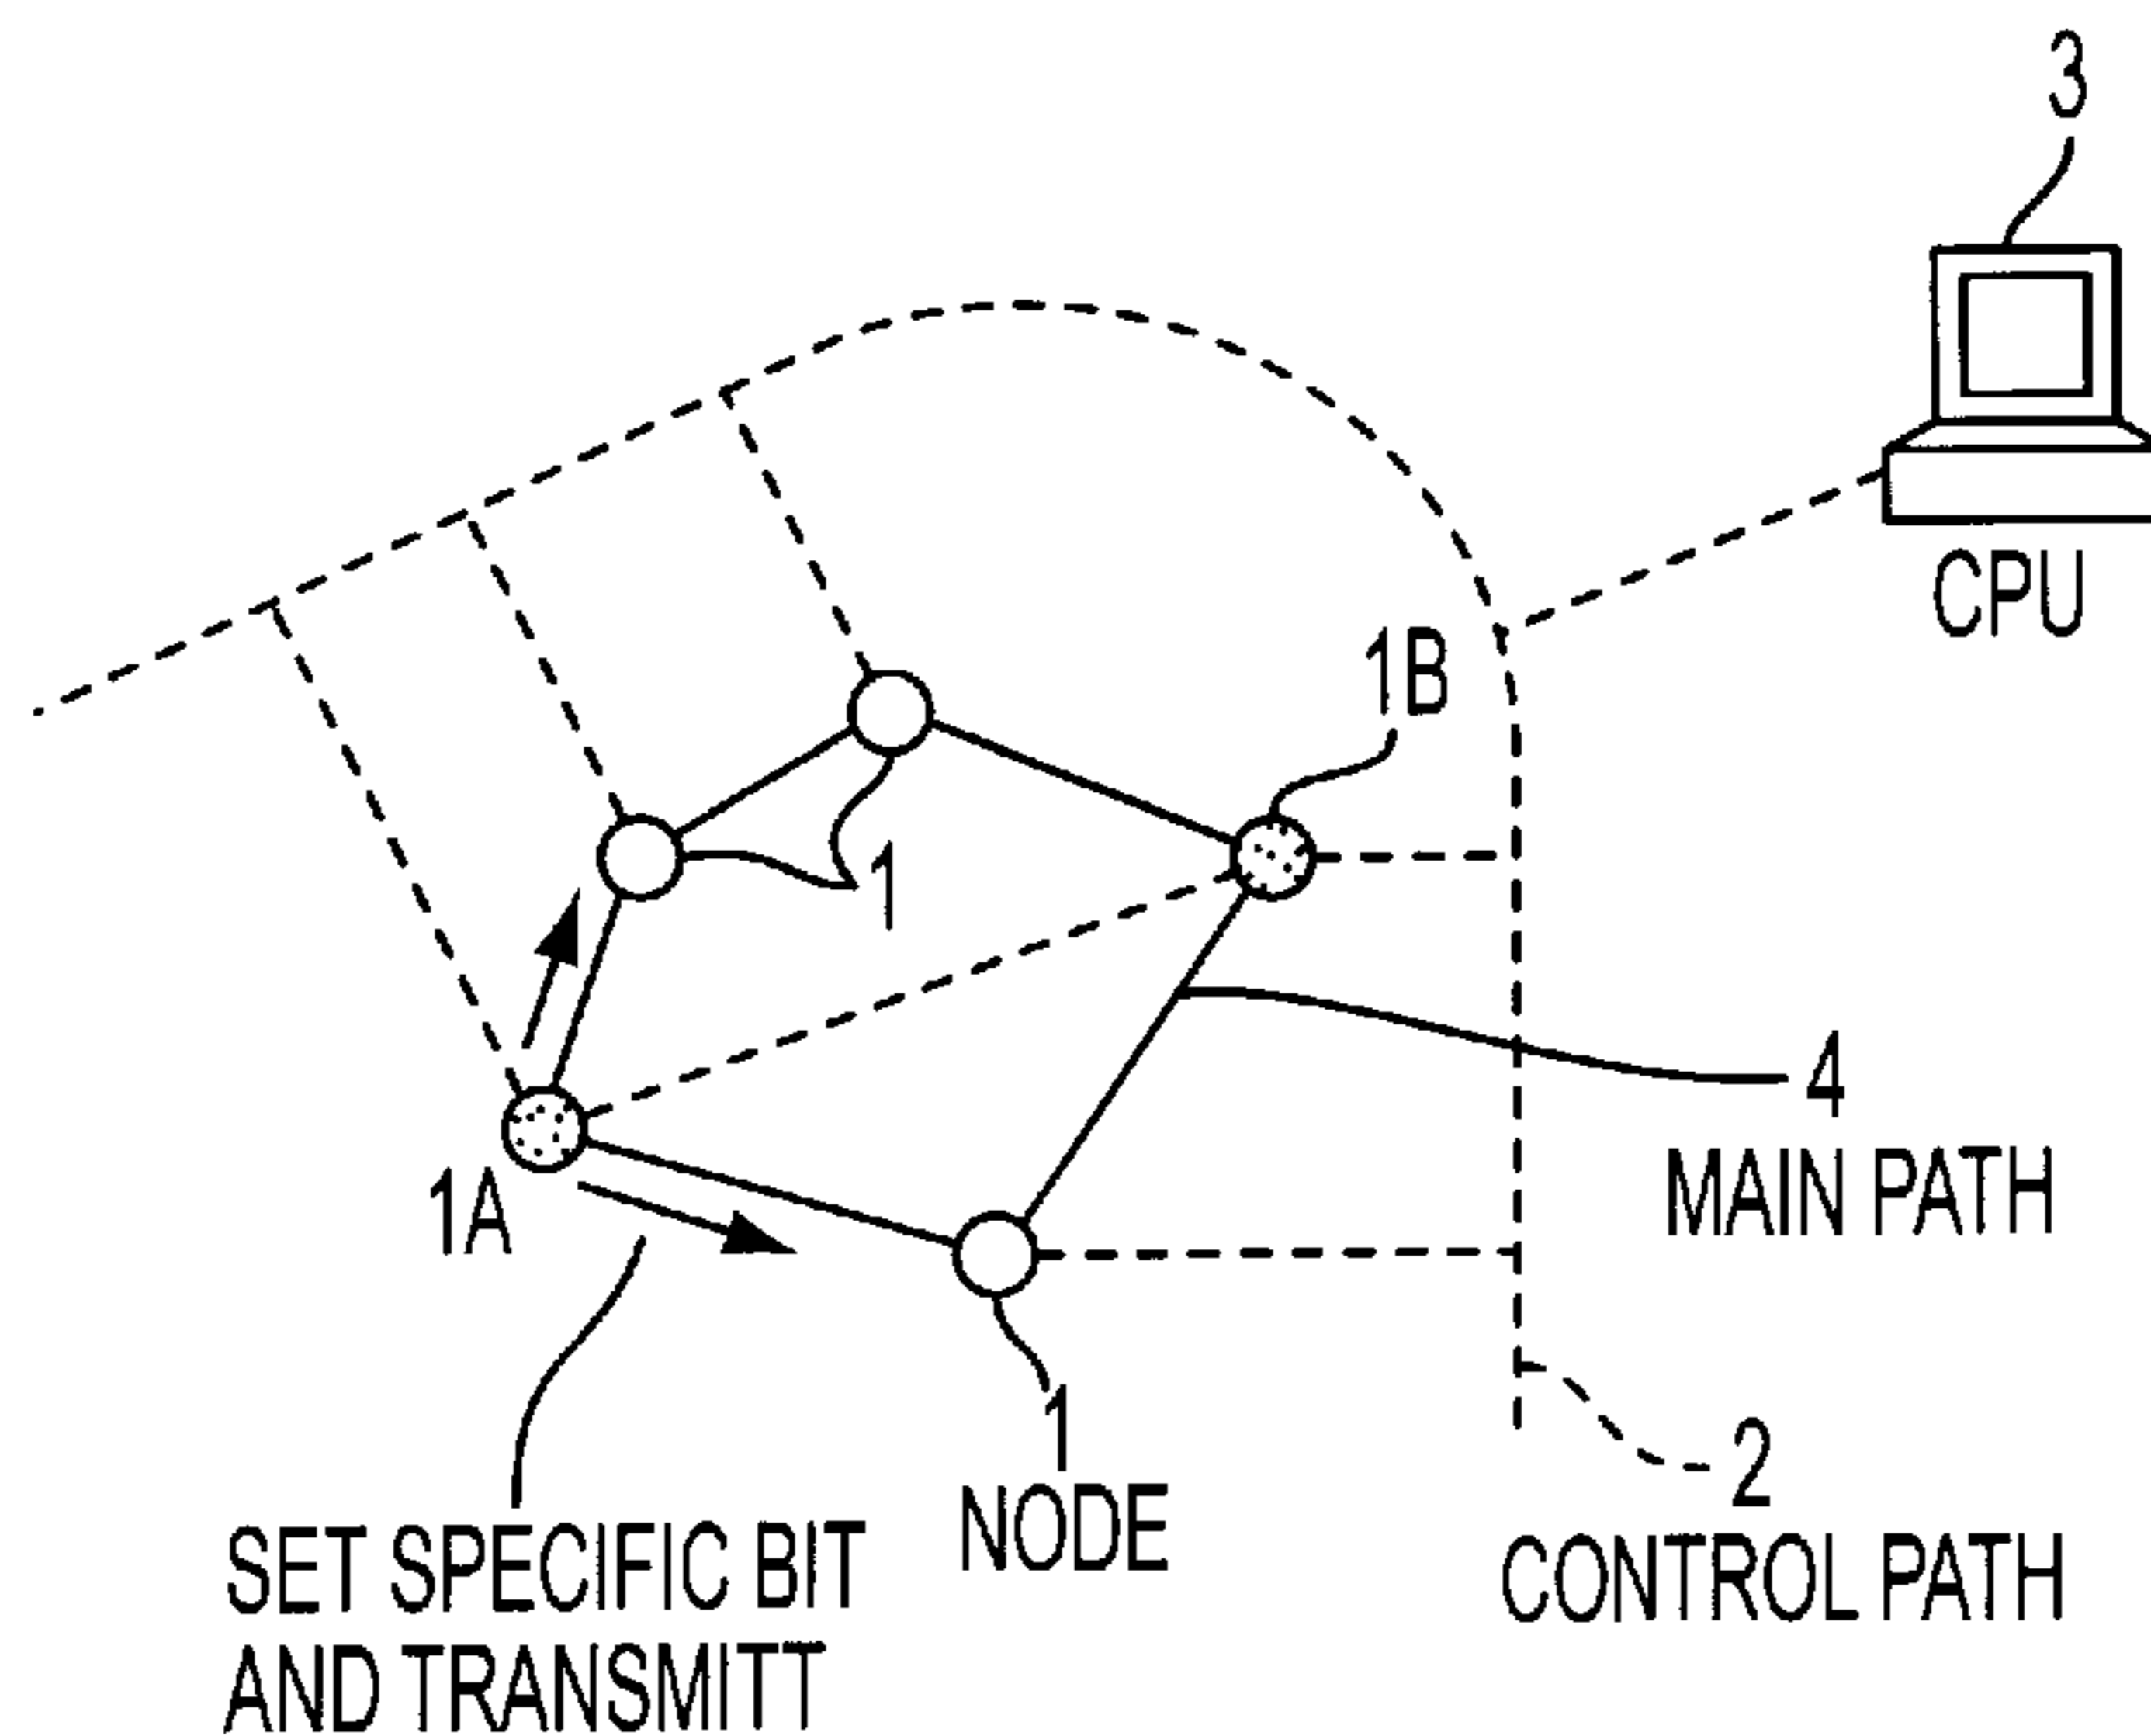 3
CPU
1B
1
1A
4
MAIN PATH
1
NODE
2
CONTROL PATH
SET SPECIFIC BIT
AND TRANSMITT